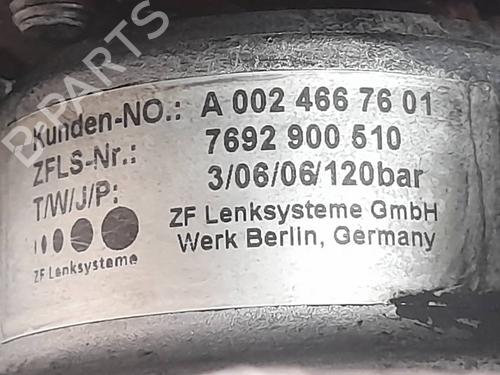 Kunden-NO.: A 002 466 76 01
ZFLS-Nr.: 7692 900 510
T/W/J/P: 3/06/06/120bar
ZF Lenksysteme GmbH
Werk Berlin, Germany
ZF Lenksysteme
B-PARTS